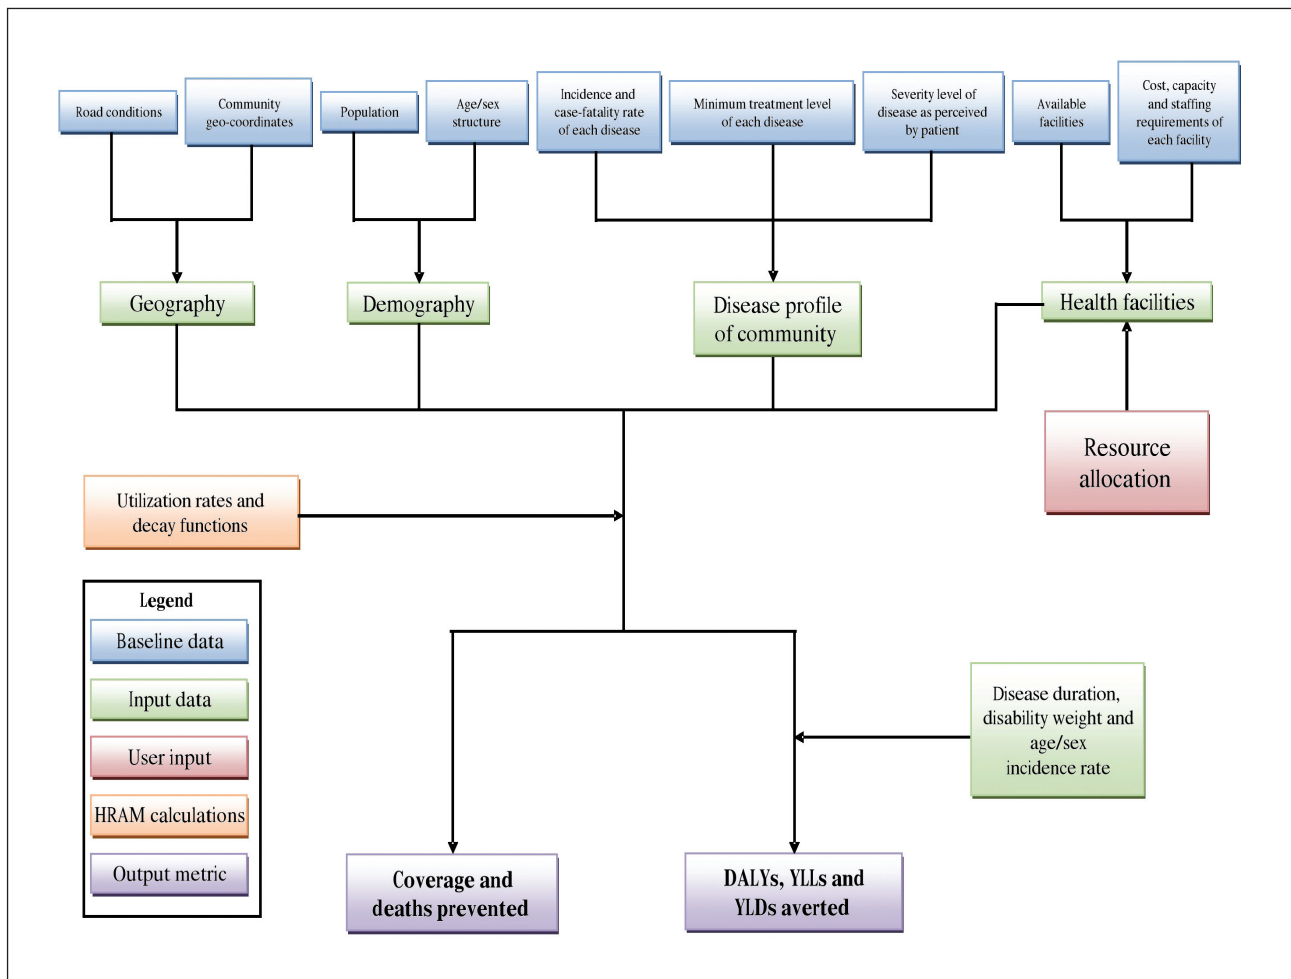 Road conditions
Community
geo-coordinates
Population
Age/sex
structure
Incidence and
case-fatality rate
of each disease
Minimum treatment level
of each disease
Severity level of
disease as perceived
by patient
Available
facilities
Cost, capacity
and staffing
requirements of
each facility
Geography
Demography
Disease profile
of community
Health facilities
Resource
allocation
Utilization rates and
decay functions
Legend
Baseline data
Input data
User input
HRAM calculations
Output metric
Disease duration,
disability weight and
age/sex
incidence rate
Coverage and
deaths prevented
DALYs, YLLs and
YLDs averted